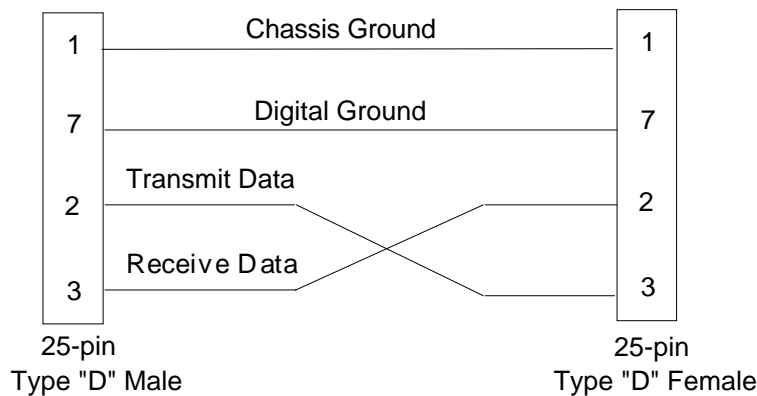 Chassis Ground
1
1
Digital Ground
7
7
Transmit Data
2
2
Receive Data
3
3
25-pin
Type "D" Male
25-pin
Type "D" Female